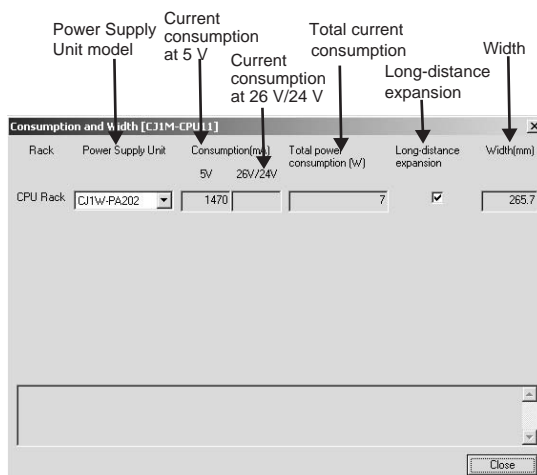 Power Supply
Unit model
Current
consumption
at 5 V
Current
consumption
at 26 V/24 V
Total current
consumption
Long-distance
expansion
Width
Consumption and Width [CJ1M-CPU11]
Rack Power Supply Unit Consumption(mA) Total power consumption (W) Long-distance expansion Width(mm)
5V 26V/24V
CPU Rack CJ1W-PA202 1470 7 265.7
Close